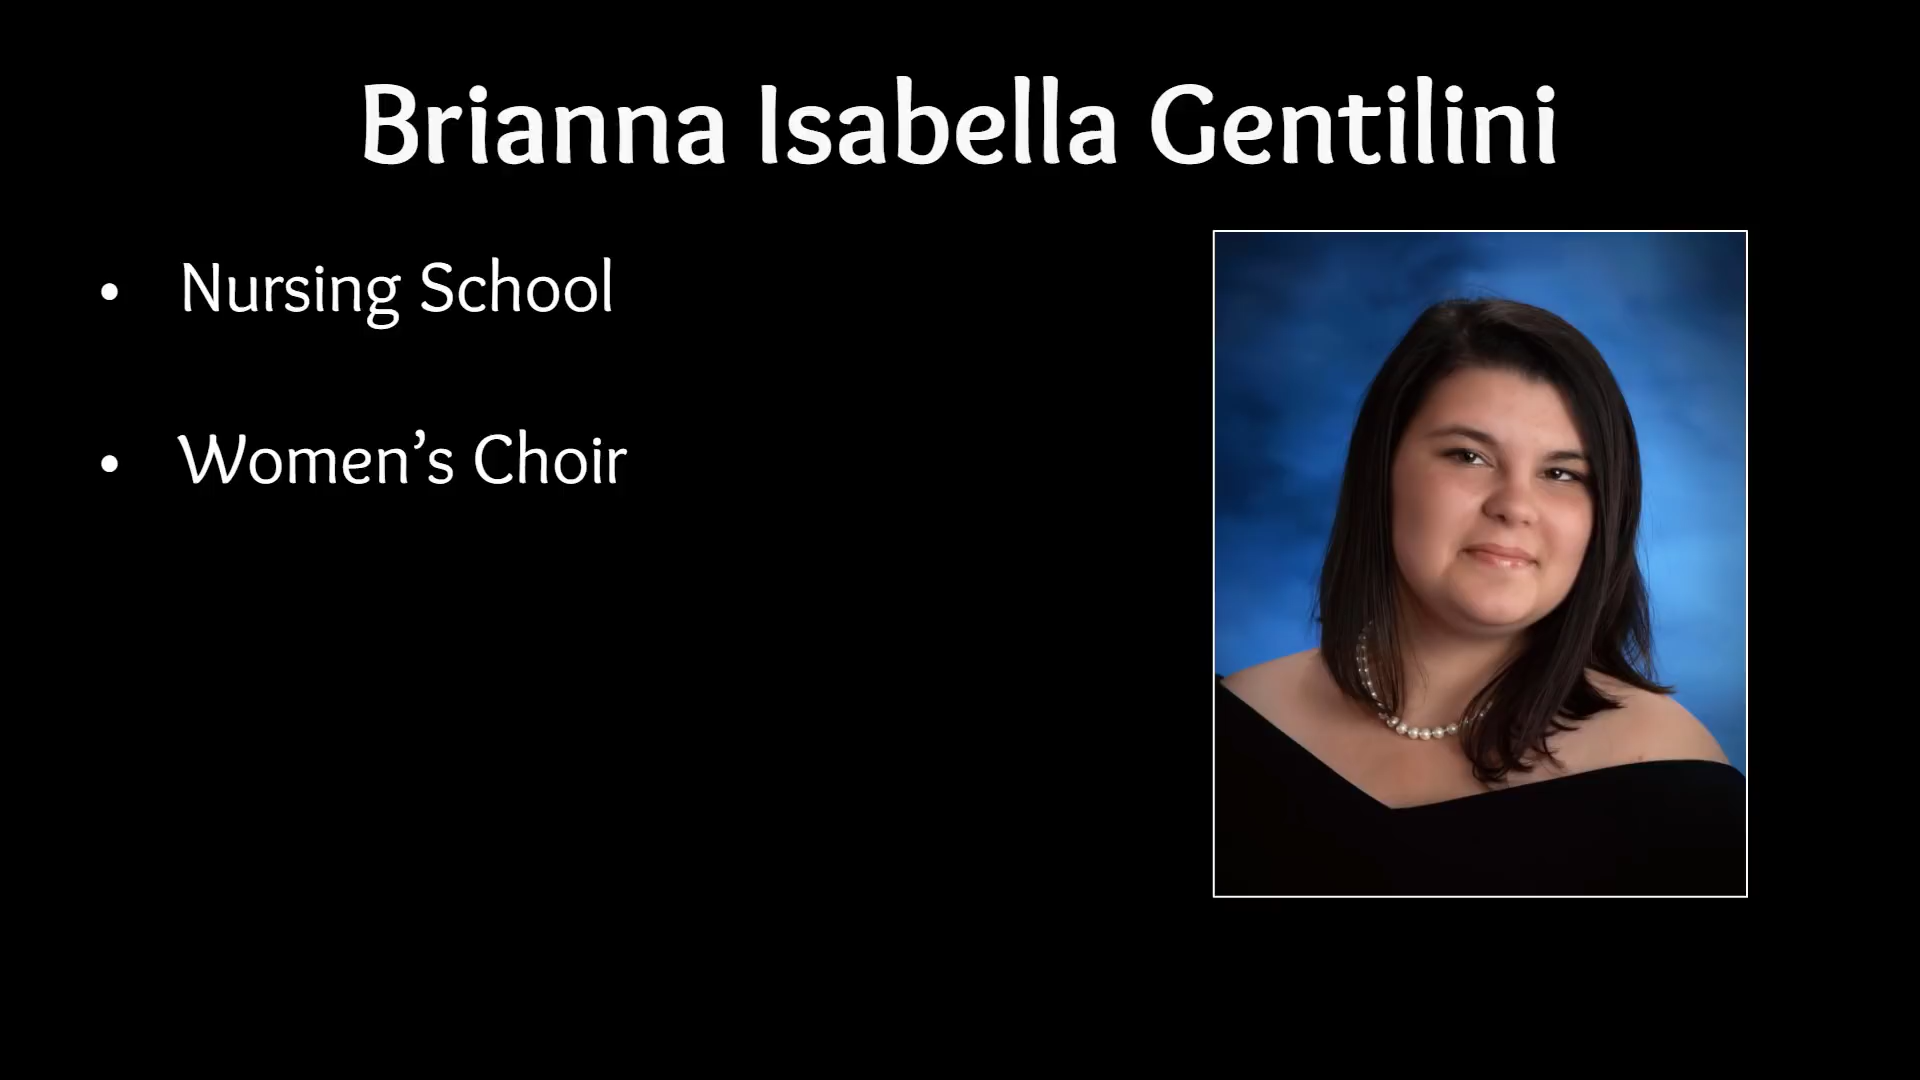 Brianna Isabella Gentilini
• Nursing School
• Women’s Choir